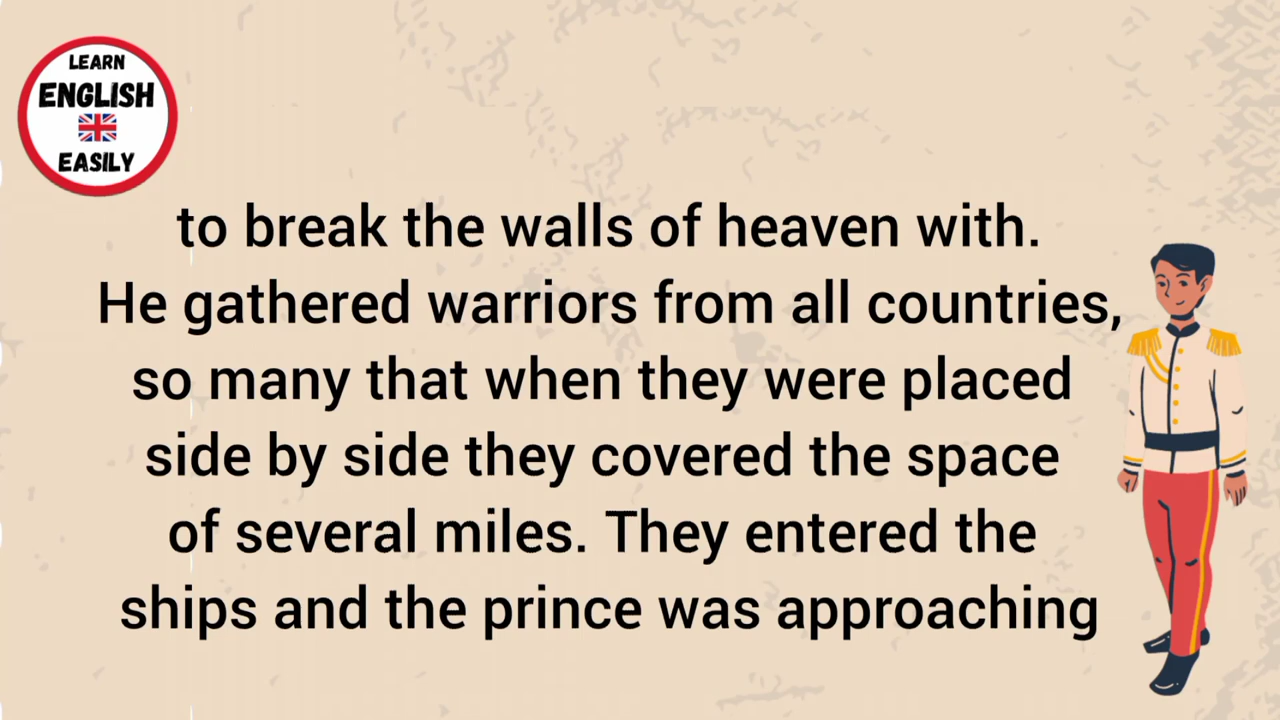 LEARN
ENGLISH
EASILY
to break the walls of heaven with.
He gathered warriors from all countries,
so many that when they were placed
side by side they covered the space
of several miles. They entered the
ships and the prince was approaching